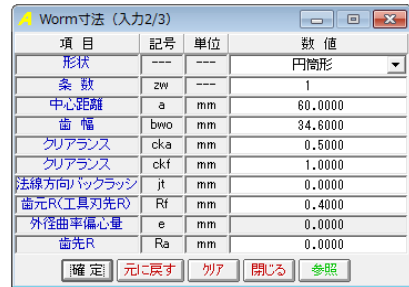 Worm寸法（入力2/3）
項 目 記号 単位 数 値
形状 --- --- 円筒形
条 数 zw --- 1
中心距離 a mm 60.0000
歯 幅 bwo mm 34.6000
クリアランス cka mm 0.5000
クリアランス ckf mm 1.0000
法線方向バックラッシ jt mm 0.0000
歯元R(工具刃先R) Rf mm 0.4000
外径曲率偏心量 e mm 0.0000
歯先R Ra mm 0.0000
確 定 元に戻す クリア 閉じる 参照